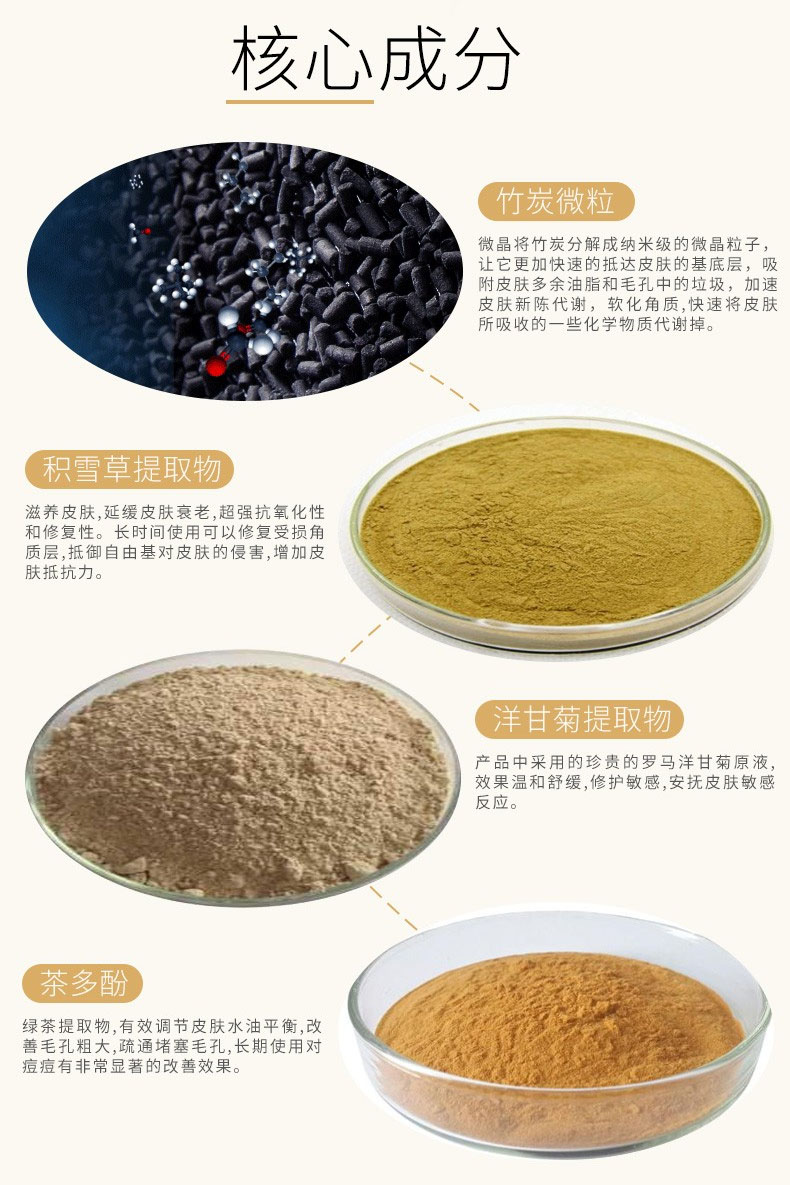 核心成分
竹炭微粒
微晶将竹炭分解成纳米级的微晶粒子，
让它更加快速的抵达皮肤的基底层，吸
附皮肤多余油脂和毛孔中的垃圾，加速
皮肤新陈代谢，软化角质,快速将皮肤
所吸收的一些化学物质代谢掉。
积雪草提取物
滋养皮肤,延缓皮肤衰老,超强抗氧化性
和修复性。长时间使用可以修复受损角
质层,抵御自由基对皮肤的侵害,增加皮
肤抵抗力。
洋甘菊提取物
产品中采用的珍贵的罗马洋甘菊原液,
效果温和舒缓,修护敏感,安抚皮肤敏感
反应。
茶多酚
绿茶提取物,有效调节皮肤水油平衡,改
善毛孔粗大,疏通堵塞毛孔,长期使用对
痘痘有非常显著的改善效果。